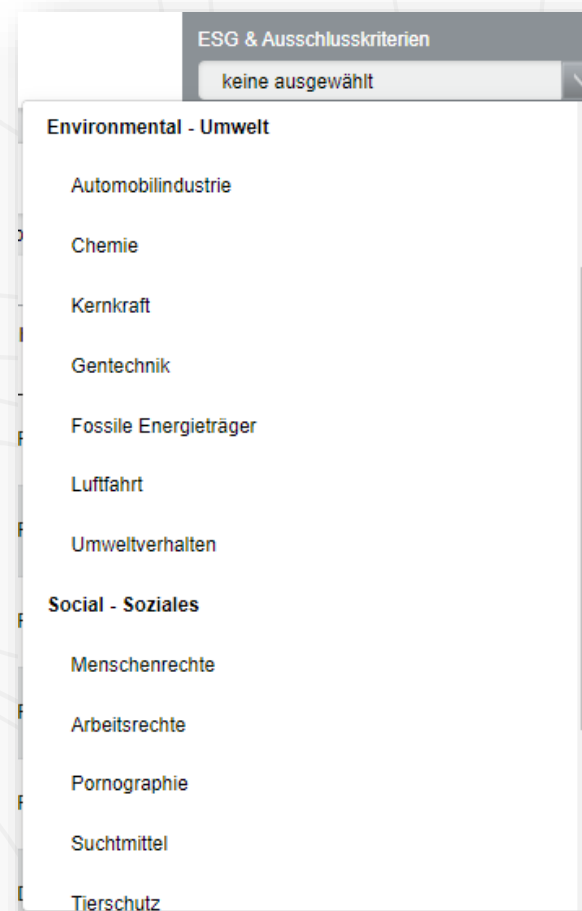 ESG & Ausschlusskriterien
keine ausgewählt
Environmental - Umwelt
Automobilindustrie
Chemie
Kernkraft
Gentechnik
Fossile Energieträger
Luftfahrt
Umweltverhalten
Social - Soziales
Menschenrechte
Arbeitsrechte
Pornographie
Suchtmittel
Tierschutz